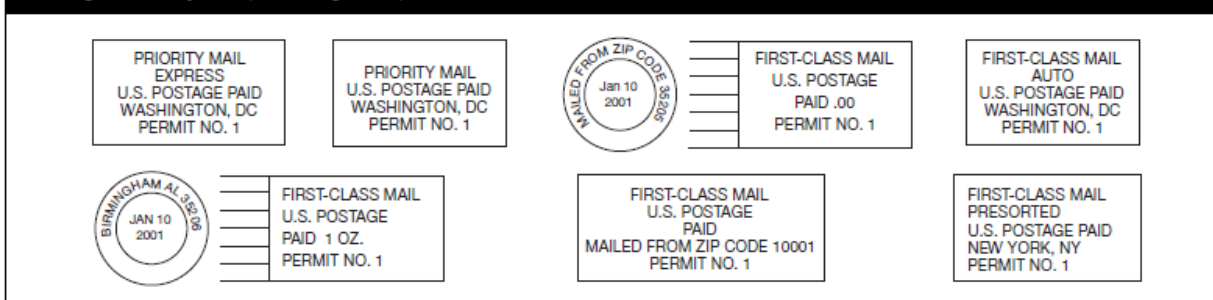 PRIORITY MAIL
EXPRESS
U.S. POSTAGE PAID
WASHINGTON, DC
PERMIT NO. 1
PRIORITY MAIL
U.S. POSTAGE PAID
WASHINGTON, DC
PERMIT NO. 1
MAILED FROM ZIP CODE 35205
Jan 10
2001
FIRST-CLASS MAIL
U.S. POSTAGE
PAID .00
PERMIT NO. 1
FIRST-CLASS MAIL
AUTO
U.S. POSTAGE PAID
WASHINGTON, DC
PERMIT NO. 1
BIRMINGHAM AL 35206
JAN 10
2001
FIRST-CLASS MAIL
U.S. POSTAGE
PAID 1 OZ.
PERMIT NO. 1
FIRST-CLASS MAIL
U.S. POSTAGE
PAID
MAILED FROM ZIP CODE 10001
PERMIT NO. 1
FIRST-CLASS MAIL
PRESORTED
U.S. POSTAGE PAID
NEW YORK, NY
PERMIT NO. 1